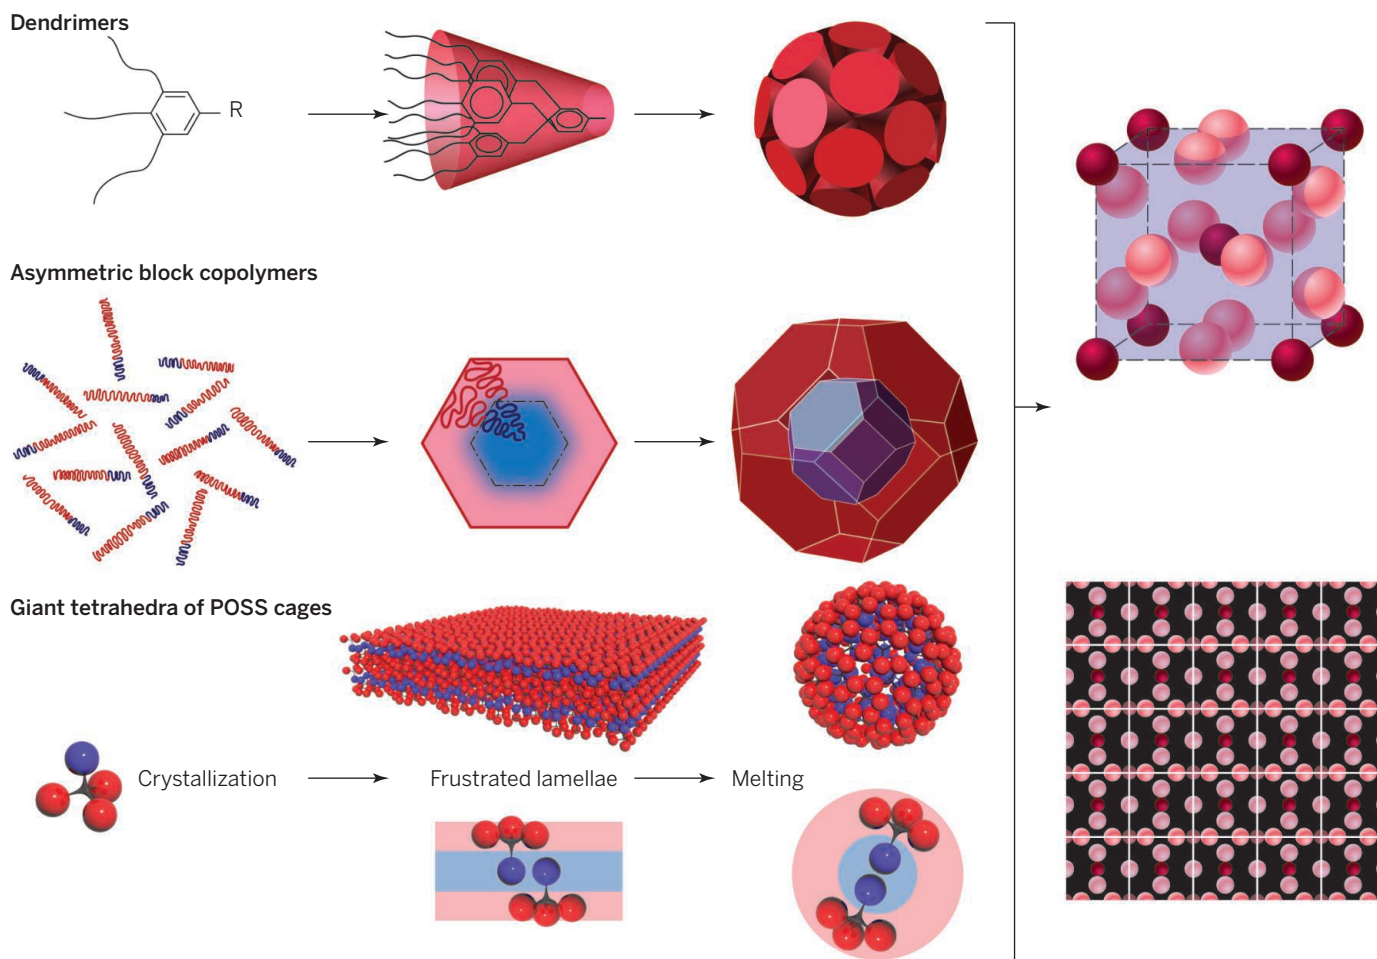 Dendrimers
R
Asymmetric block copolymers
Giant tetrahedra of POSS cages
Crystallization
Frustrated lamellae
Melting